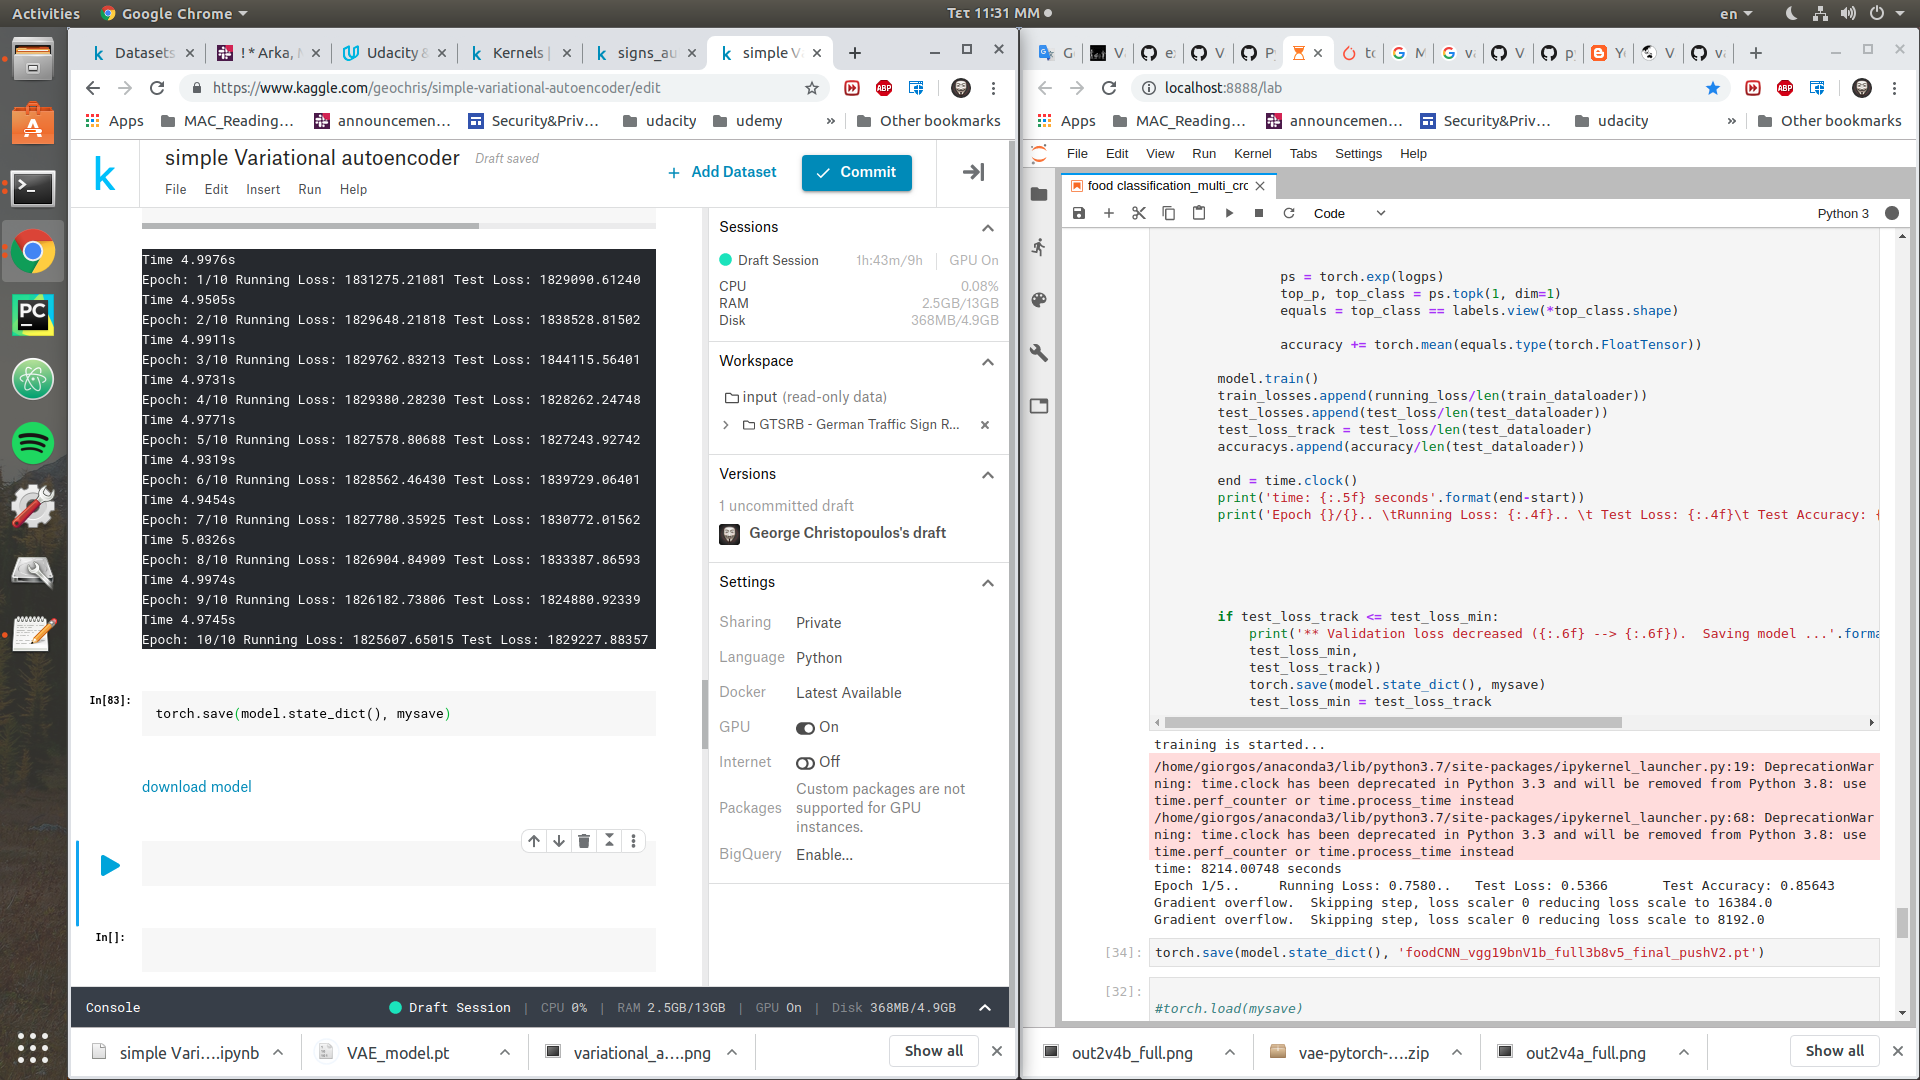 Activities
Google Chrome
Τετ 11:31 ΜΜ
en
Datasets
! * Arka, M
Udacity &
Kernels |
signs_au
simple Va
https://www.kaggle.com/geochris/simple-variational-autoencoder/edit
Apps
MAC_Reading...
announcemen...
Security&Priv...
udacity
udemy
»
Other bookmarks
simple Variational autoencoder
Draft saved
File Edit Insert Run Help
+ Add Dataset
Commit
Time 4.9976s
Epoch: 1/10 Running Loss: 1831275.21081 Test Loss: 1829090.61240
Time 4.9505s
Epoch: 2/10 Running Loss: 1829648.21818 Test Loss: 1838528.81502
Time 4.9911s
Epoch: 3/10 Running Loss: 1829762.83213 Test Loss: 1844115.56401
Time 4.9731s
Epoch: 4/10 Running Loss: 1829380.28230 Test Loss: 1828262.24748
Time 4.9771s
Epoch: 5/10 Running Loss: 1827578.80688 Test Loss: 1827243.92742
Time 4.9319s
Epoch: 6/10 Running Loss: 1828562.46430 Test Loss: 1839729.06401
Time 4.9454s
Epoch: 7/10 Running Loss: 1827780.35925 Test Loss: 1830772.01562
Time 5.0326s
Epoch: 8/10 Running Loss: 1826904.84909 Test Loss: 1833387.86593
Time 4.9974s
Epoch: 9/10 Running Loss: 1826182.73806 Test Loss: 1824880.92339
Time 4.9745s
Epoch: 10/10 Running Loss: 1825607.65015 Test Loss: 1829227.88357
In[83]:
torch.save(model.state_dict(), mysave)
download model
In[]:
Sessions
Draft Session 1h:43m/9h GPU On
CPU 0.08%
RAM 2.5GB/13GB
Disk 368MB/4.9GB
Workspace
input (read-only data)
GTSRB - German Traffic Sign R...
Versions
1 uncommitted draft
George Christopoulos's draft
Settings
Sharing Private
Language Python
Docker Latest Available
GPU On
Internet Off
Packages Custom packages are not supported for GPU instances.
BigQuery Enable...
Console
Draft Session | CPU 0% | RAM 2.5GB/13GB | GPU On | Disk 368MB/4.9GB
simple Vari....ipynb
VAE_model.pt
variational_a....png
Show all
localhost:8888/lab
Apps
MAC_Reading...
announcemen...
Security&Priv...
udacity
»
Other bookmarks
File Edit View Run Kernel Tabs Settings Help
food classification_multi_crc
Code
Python 3
ps = torch.exp(logps)
top_p, top_class = ps.topk(1, dim=1)
equals = top_class == labels.view(*top_class.shape)
accuracy += torch.mean(equals.type(torch.FloatTensor))
model.train()
train_losses.append(running_loss/len(train_dataloader))
test_losses.append(test_loss/len(test_dataloader))
test_loss_track = test_loss/len(test_dataloader)
accuracys.append(accuracy/len(test_dataloader))
end = time.clock()
print('time: {:.5f} seconds'.format(end-start))
print('Epoch {}/{}.. \tRunning Loss: {:.4f}.. \t Test Loss: {:.4f}\t Test Accuracy: {
if test_loss_track <= test_loss_min:
print('** Validation loss decreased ({:.6f} --> {:.6f}).  Saving model ...'.forma
test_loss_min,
test_loss_track))
torch.save(model.state_dict(), mysave)
test_loss_min = test_loss_track
training is started...
/home/giorgos/anaconda3/lib/python3.7/site-packages/ipykernel_launcher.py:19: DeprecationWar
ning: time.clock has been deprecated in Python 3.3 and will be removed from Python 3.8: use
time.perf_counter or time.process_time instead
/home/giorgos/anaconda3/lib/python3.7/site-packages/ipykernel_launcher.py:68: DeprecationWar
ning: time.clock has been deprecated in Python 3.3 and will be removed from Python 3.8: use
time.perf_counter or time.process_time instead
time: 8214.00748 seconds
Epoch 1/5.. Running Loss: 0.7580.. Test Loss: 0.5366 Test Accuracy: 0.85643
Gradient overflow.  Skipping step, loss scaler 0 reducing loss scale to 16384.0
Gradient overflow.  Skipping step, loss scaler 0 reducing loss scale to 8192.0
[34]:
torch.save(model.state_dict(), 'foodCNN_vgg19bnV1b_full3b8v5_final_pushV2.pt')
[32]:
#torch.load(mysave)
out2v4b_full.png
vae-pytorch-....zip
out2v4a_full.png
Show all